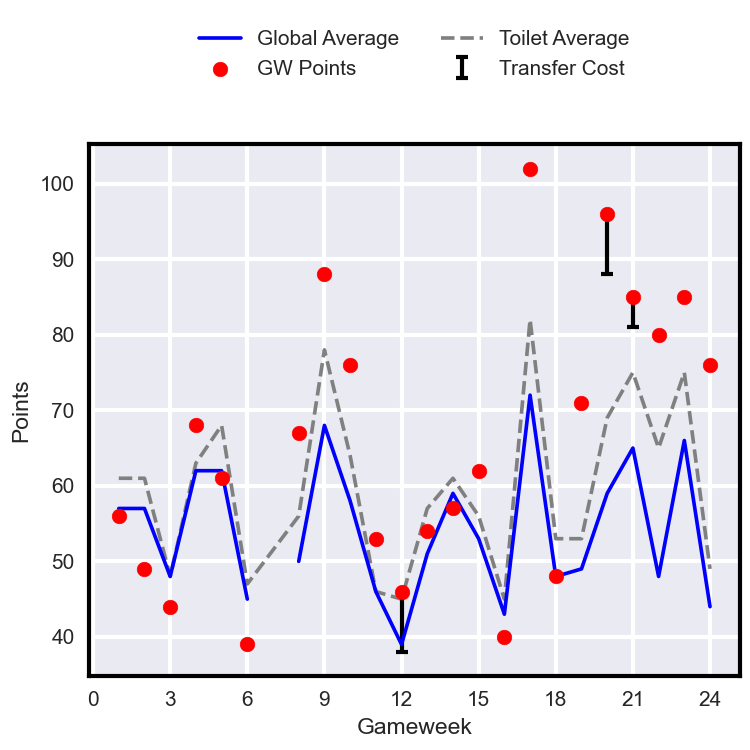 Global Average
Toilet Average
GW Points
Transfer Cost
100
90
80
70
60
50
40
Points
0 3 6 9 12 15 18 21 24
Gameweek